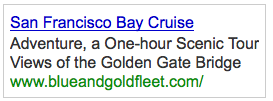 San Francisco Bay Cruise
Adventure, a One-hour Scenic Tour
Views of the Golden Gate Bridge
www.blueandgoldfleet.com/